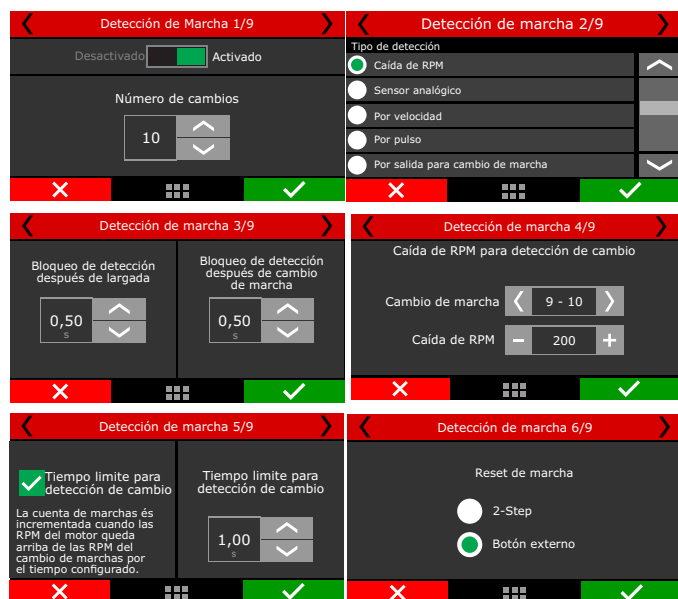 Detección de Marcha 1/9
Desactivado
Activado
Número de cambios
10
Detección de marcha 2/9
Tipo de detección
Caída de RPM
Sensor analógico
Por velocidad
Por pulso
Por salida para cambio de marcha
Detección de marcha 3/9
Bloqueo de detección
después de largada
0,50
s
Bloqueo de detección
después de cambio
de marcha
0,50
s
Detección de marcha 4/9
Caída de RPM para detección de cambio
Cambio de marcha
9 - 10
Caída de RPM
200
Detección de marcha 5/9
Tiempo limite para
detección de cambio
La cuenta de marchas és
incrementada cuando las
RPM del motor queda
arriba de las RPM del
cambio de marchas por
el tiempo configurado.
Tiempo limite para
detección de cambio
1,00
s
Detección de marcha 6/9
Reset de marcha
2-Step
Botón externo